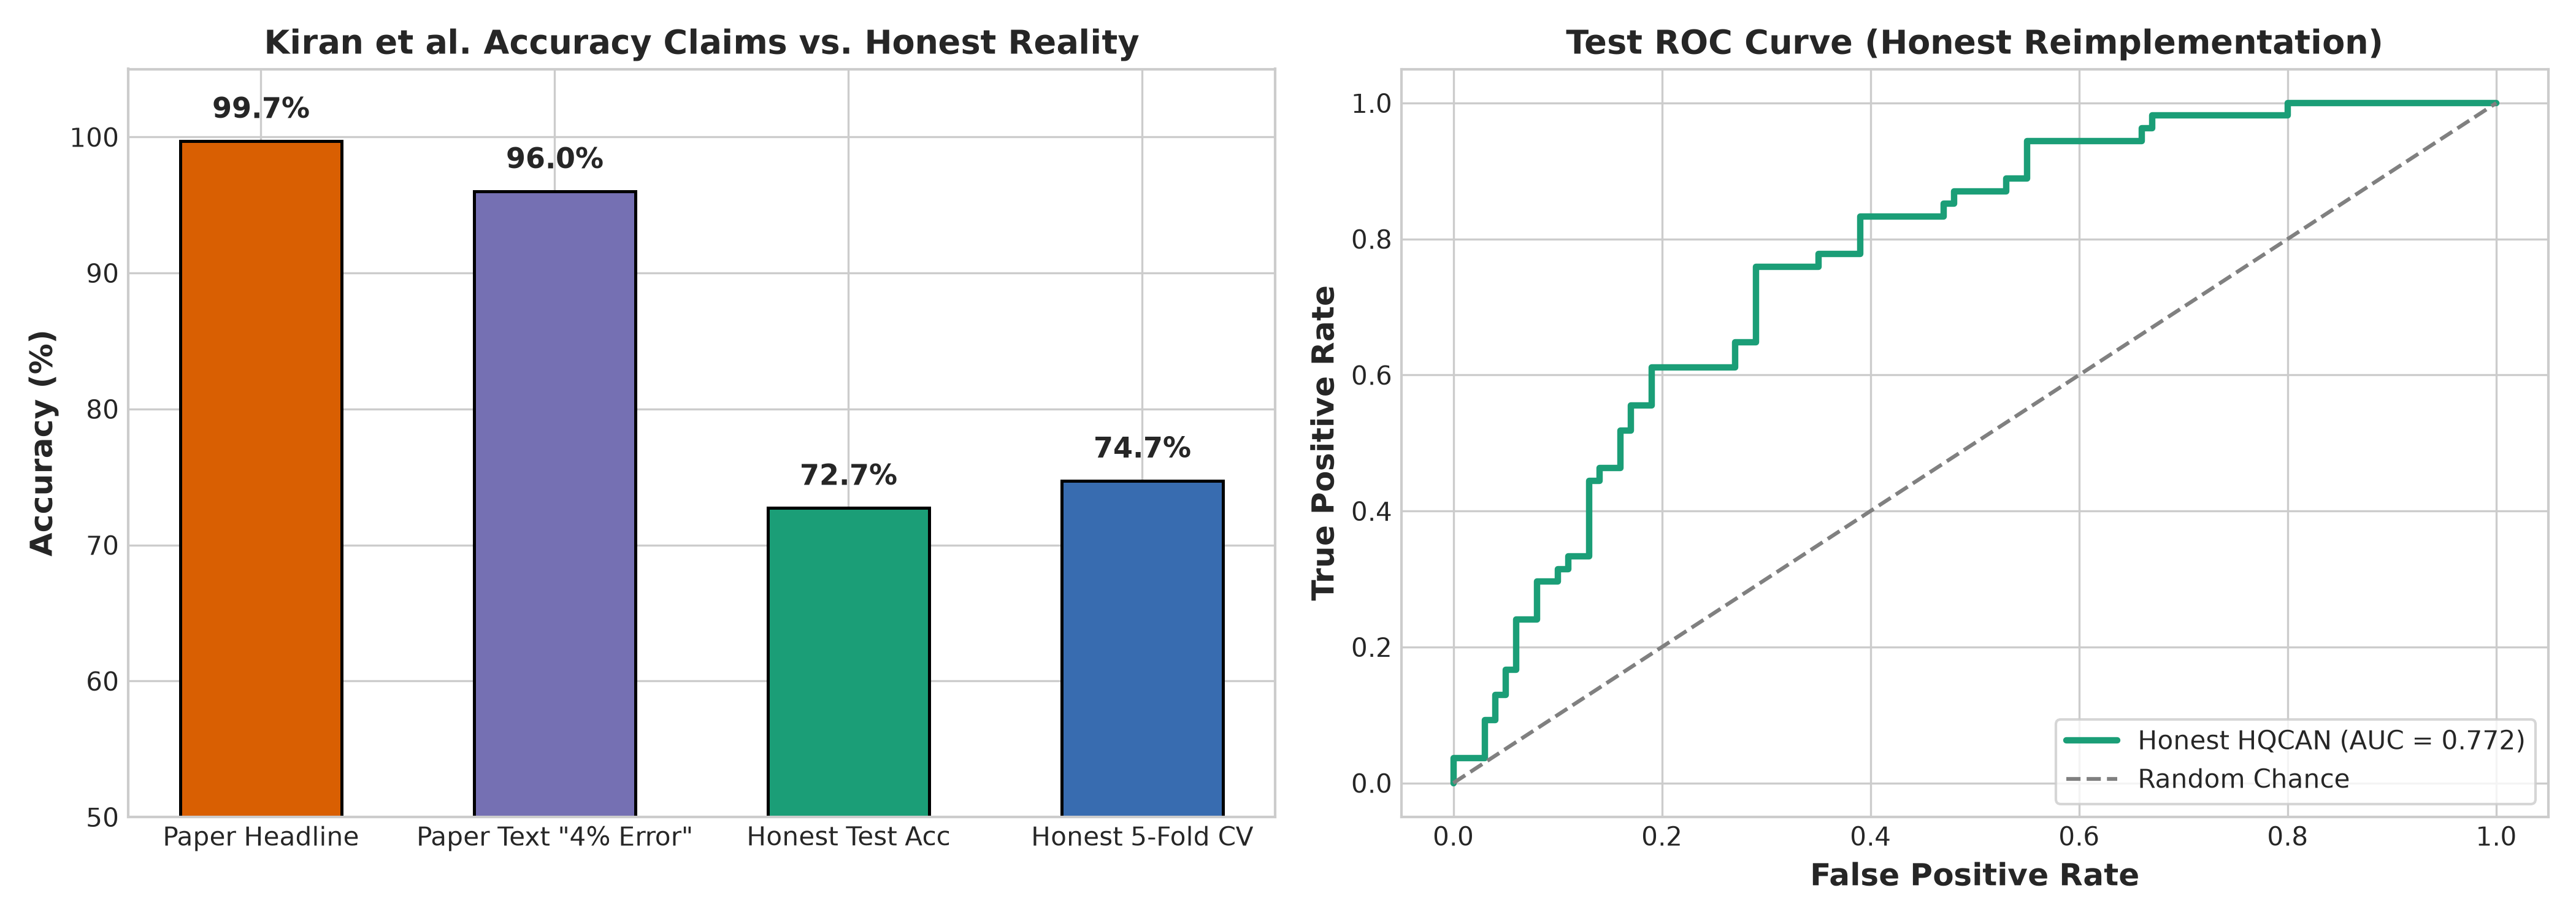 Kiran et al. Accuracy Claims vs. Honest Reality
Accuracy (%)
100
90
80
70
60
50
99.7%
96.0%
72.7%
74.7%
Paper Headline
Paper Text "4% Error"
Honest Test Acc
Honest 5-Fold CV
Test ROC Curve (Honest Reimplementation)
True Positive Rate
1.0
0.8
0.6
0.4
0.2
0.0
Honest HQCAN (AUC = 0.772)
Random Chance
0.0
0.2
0.4
0.6
0.8
1.0
False Positive Rate